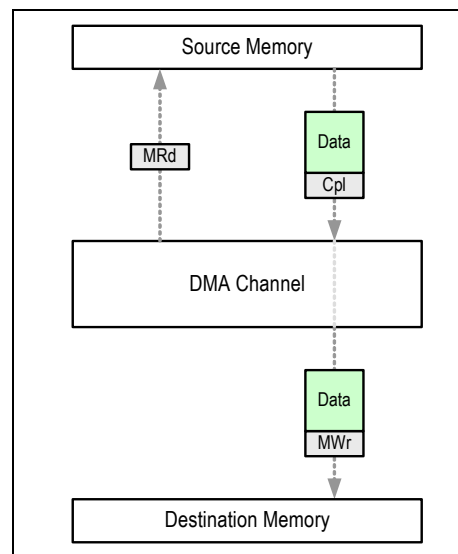 Source Memory
MRd
Data
Cpl
DMA Channel
Data
MWr
Destination Memory